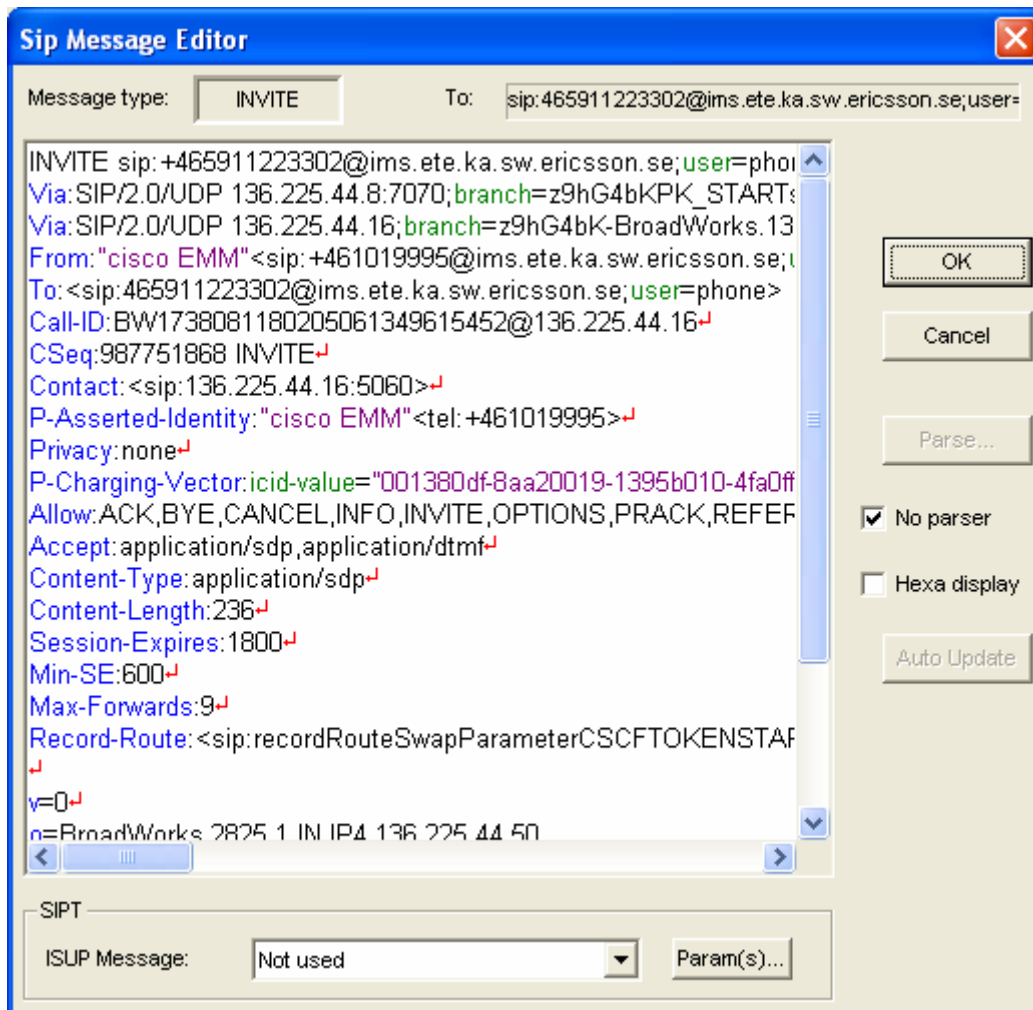 Sip Message Editor
Message type: INVITE To: sip:465911223302@ims.ete.ka.sw.ericsson.se;user=
INVITE sip:+465911223302@ims.ete.ka.sw.ericsson.se;user=phor
Via:SIP/2.0/UDP 136.225.44.8:7070;branch=z9hG4bKPK_STARTs
Via:SIP/2.0/UDP 136.225.44.16;branch=z9hG4bK-BroadWorks.13
From:"cisco EMM"<sip:+461019995@ims.ete.ka.sw.ericsson.se;u
To:<sip:465911223302@ims.ete.ka.sw.ericsson.se;user=phone>
Call-ID:BW1738081180205061349615452@136.225.44.16↵
CSeq:987751868 INVITE↵
Contact:<sip:136.225.44.16:5060>↵
P-Asserted-Identity:"cisco EMM"<tel:+461019995>↵
Privacy:none↵
P-Charging-Vector:icid-value="001380df-8aa20019-1395b010-4fa0ff
Allow:ACK,BYE,CANCEL,INFO,INVITE,OPTIONS,PRACK,REFER
Accept:application/sdp,application/dtmf↵
Content-Type:application/sdp↵
Content-Length:236↵
Session-Expires:1800↵
Min-SE:600↵
Max-Forwards:9↵
Record-Route:<sip:recordRouteSwapParameterCSCFTOKENSTAR
↵
v=0↵
o=BroadWorks 2825 1 IN IP4 136.225.44.50
OK
Cancel
Parse...
No parser
Hexa display
Auto Update
SIPT
ISUP Message: Not used Param(s)...